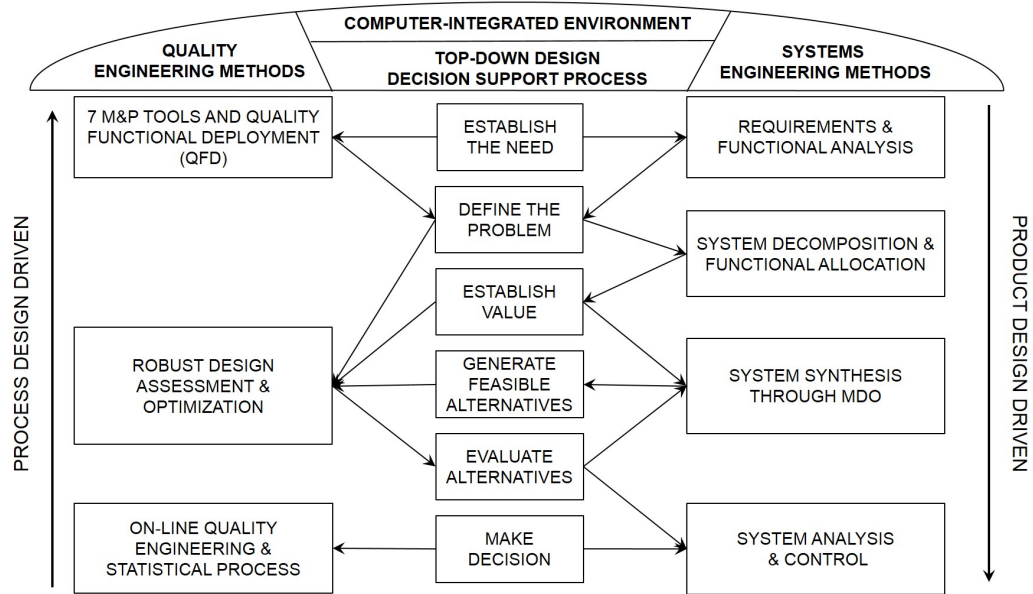 COMPUTER-INTEGRATED ENVIRONMENT
QUALITY
ENGINEERING METHODS
TOP-DOWN DESIGN
DECISION SUPPORT PROCESS
SYSTEMS
ENGINEERING METHODS
PROCESS DESIGN DRIVEN
7 M&P TOOLS AND QUALITY
FUNCTIONAL DEPLOYMENT
(QFD)
ROBUST DESIGN
ASSESSMENT &
OPTIMIZATION
ON-LINE QUALITY
ENGINEERING &
STATISTICAL PROCESS
ESTABLISH
THE NEED
DEFINE THE
PROBLEM
ESTABLISH
VALUE
GENERATE
FEASIBLE
ALTERNATIVES
EVALUATE
ALTERNATIVES
MAKE
DECISION
REQUIREMENTS &
FUNCTIONAL ANALYSIS
SYSTEM DECOMPOSITION &
FUNCTIONAL ALLOCATION
SYSTEM SYNTHESIS
THROUGH MDO
SYSTEM ANALYSIS
& CONTROL
PRODUCT DESIGN DRIVEN